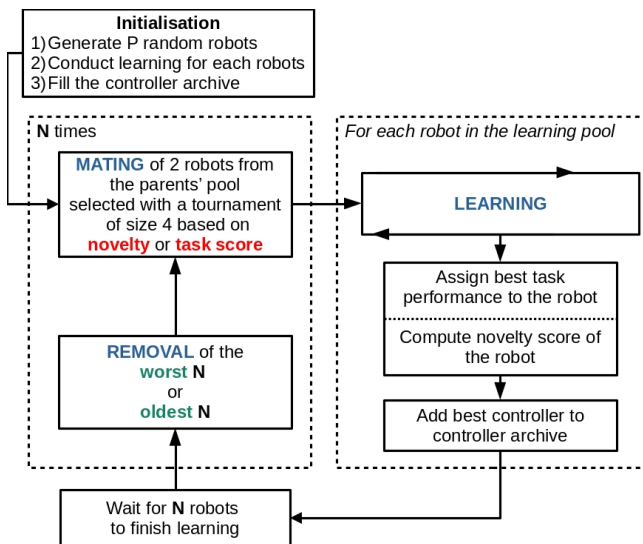 Initialisation
1)Generate P random robots
2)Conduct learning for each robots
3)Fill the controller archive
N times
MATING of 2 robots from
the parents' pool
selected with a tournament
of size 4 based on
novelty or task score
REMOVAL of the
worst N
or
oldest N
Wait for N robots
to finish learning
For each robot in the learning pool
LEARNING
Assign best task
performance to the robot
Compute novelty score of
the robot
Add best controller to
controller archive